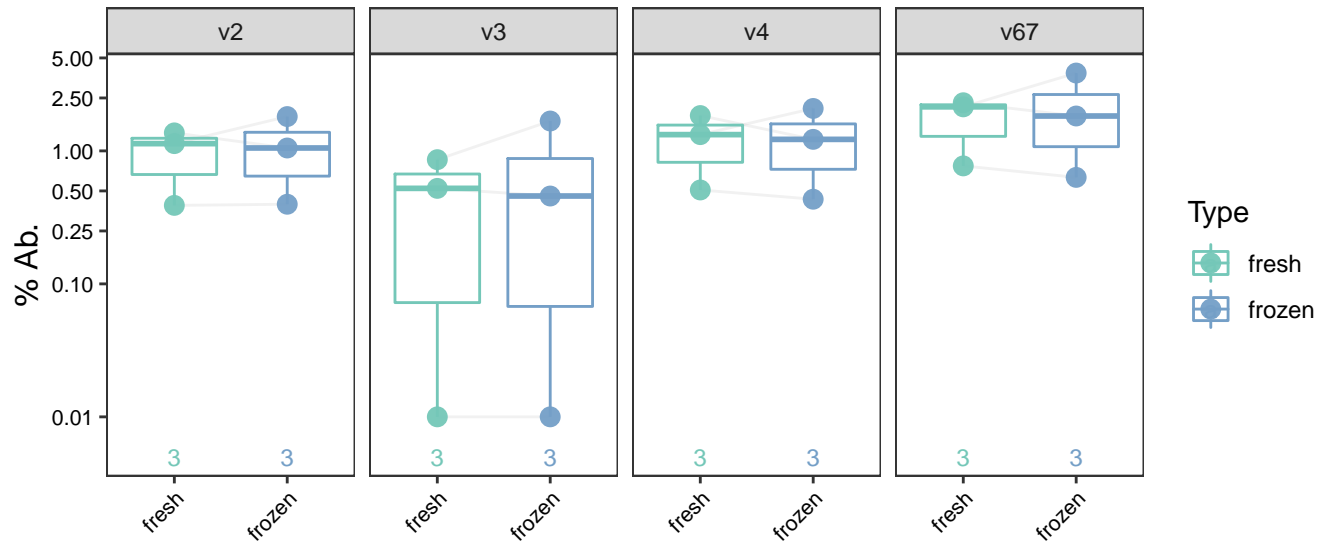 v2 v3 v4 v67
% Ab.
5.00
2.50
1.00
0.50
0.25
0.10
0.01
3 3 3 3 3 3 3 3
fresh frozen fresh frozen fresh frozen fresh frozen
Type
fresh
frozen